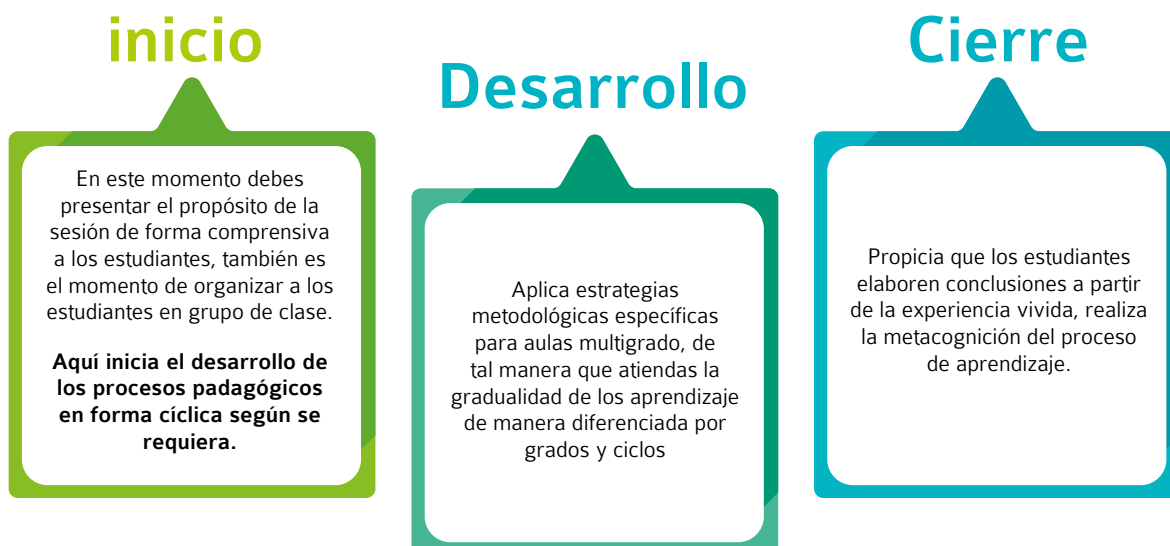 inicio
En este momento debes
presentar el propósito de la
sesión de forma comprensiva
a los estudiantes, también es
el momento de organizar a los
estudiantes en grupo de clase.
Aquí inicia el desarrollo de
los procesos padagógicos
en forma cíclica según se
requiera.
Desarrollo
Aplica estrategias
metodológicas específicas
para aulas multigrado, de
tal manera que atiendas la
gradualidad de los aprendizaje
de manera diferenciada por
grados y ciclos
Cierre
Propicia que los estudiantes
elaboren conclusiones a partir
de la experiencia vivida, realiza
la metacognición del proceso
de aprendizaje.